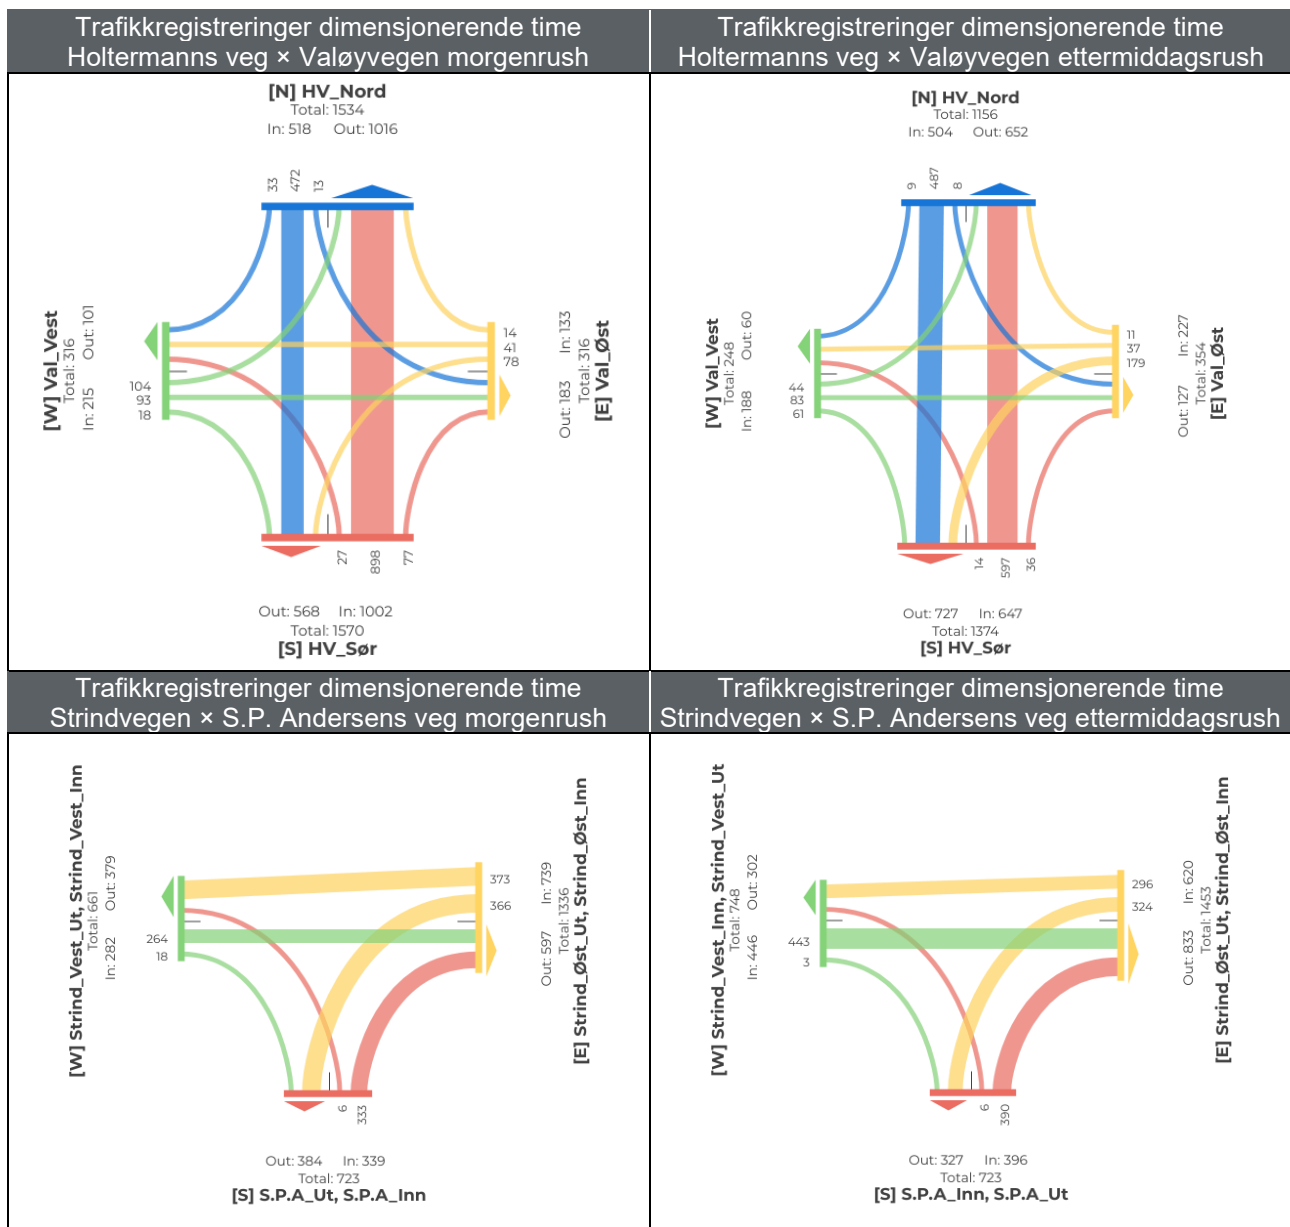 Trafikkregistreringer dimensjonerende time
Holtermanns veg × Valøyvegen morgenrush
Trafikkregistreringer dimensjonerende time
Holtermanns veg × Valøyvegen ettermiddagsrush
[N] HV_Nord
Total: 1534
In: 518 Out: 1016
33 472 13
[W] Val_Vest
Total: 316
In: 215 Out: 101
104
93
18
14
41
78
Out: 183 In: 133
Total: 316
[E] Val_Øst
27 898 77
Out: 568 In: 1002
Total: 1570
[S] HV_Sør
[N] HV_Nord
Total: 1156
In: 504 Out: 652
9 487 8
[W] Val_Vest
Total: 248
In: 188 Out: 60
44
83
61
11
37
179
Out: 127 In: 227
Total: 354
[E] Val_Øst
14 597 36
Out: 727 In: 647
Total: 1374
[S] HV_Sør
Trafikkregistreringer dimensjonerende time
Strindvegen × S.P. Andersens veg morgenrush
Trafikkregistreringer dimensjonerende time
Strindvegen × S.P. Andersens veg ettermiddagsrush
[W] Strind_Vest_Ut, Strind_Vest_Inn
Total: 661
In: 282 Out: 379
264
18
373
366
Out: 597 In: 739
Total: 1336
[E] Strind_Øst_Ut, Strind_Øst_Inn
6 333
Out: 384 In: 339
Total: 723
[S] S.P.A_Ut, S.P.A_Inn
[W] Strind_Vest_Inn, Strind_Vest_Ut
Total: 748
In: 446 Out: 302
443
3
296
324
Out: 833 In: 620
Total: 1453
[E] Strind_Øst_Ut, Strind_Øst_Inn
6 390
Out: 327 In: 396
Total: 723
[S] S.P.A_Inn, S.P.A_Ut